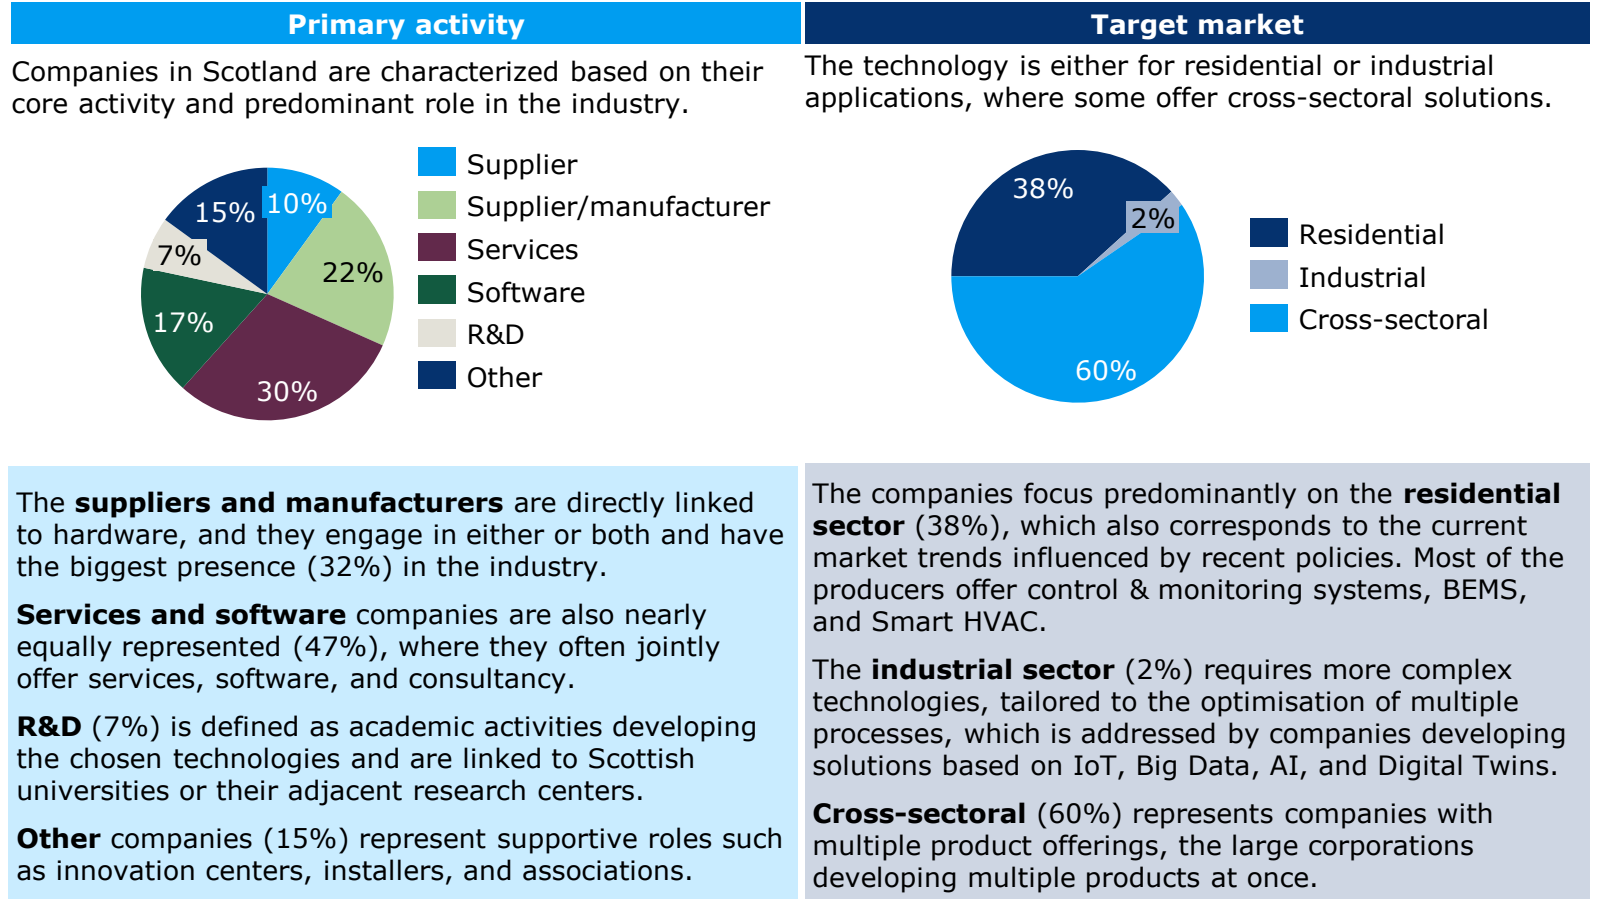 Primary activity
Companies in Scotland are characterized based on their
core activity and predominant role in the industry.
15%
10%
7%
22%
17%
30%
Supplier
Supplier/manufacturer
Services
Software
R&D
Other
The suppliers and manufacturers are directly linked
to hardware, and they engage in either or both and have
the biggest presence (32%) in the industry.
Services and software companies are also nearly
equally represented (47%), where they often jointly
offer services, software, and consultancy.
R&D (7%) is defined as academic activities developing
the chosen technologies and are linked to Scottish
universities or their adjacent research centers.
Other companies (15%) represent supportive roles such
as innovation centers, installers, and associations.
Target market
The technology is either for residential or industrial
applications, where some offer cross-sectoral solutions.
38%
2%
60%
Residential
Industrial
Cross-sectoral
The companies focus predominantly on the residential
sector (38%), which also corresponds to the current
market trends influenced by recent policies. Most of the
producers offer control & monitoring systems, BEMS,
and Smart HVAC.
The industrial sector (2%) requires more complex
technologies, tailored to the optimisation of multiple
processes, which is addressed by companies developing
solutions based on IoT, Big Data, AI, and Digital Twins.
Cross-sectoral (60%) represents companies with
multiple product offerings, the large corporations
developing multiple products at once.